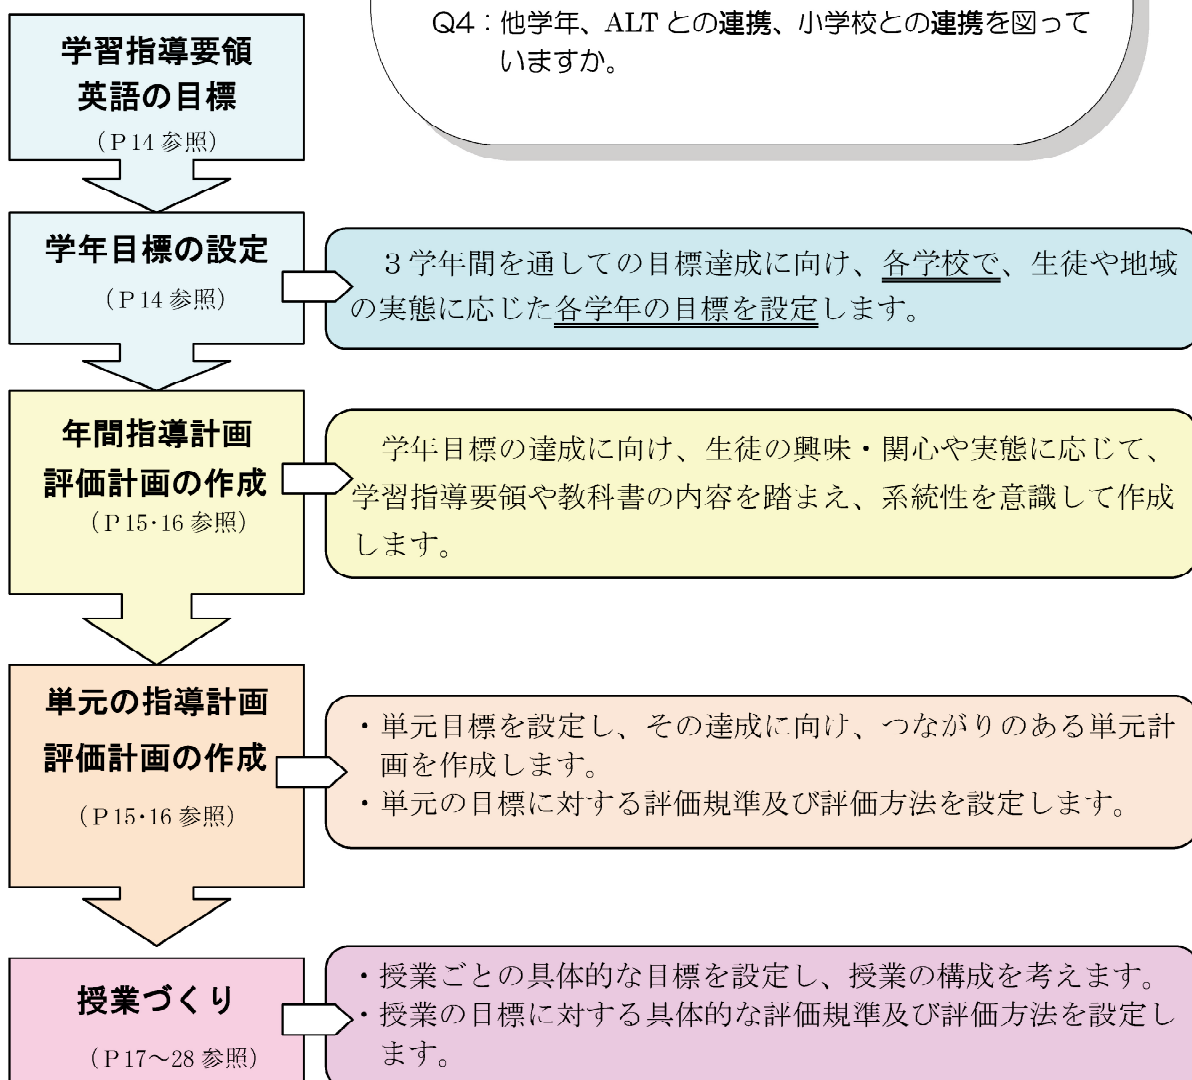 Q4：他学年、ALTとの連携、小学校との連携を図って
いますか。
学習指導要領
英語の目標
（P14参照）
学年目標の設定
（P14参照）
３学年間を通しての目標達成に向け、各学校で、生徒や地域
の実態に応じた各学年の目標を設定します。
年間指導計画
評価計画の作成
（P15・16参照）
学年目標の達成に向け、生徒の興味・関心や実態に応じて、
学習指導要領や教科書の内容を踏まえ、系統性を意識して作成
します。
単元の指導計画
評価計画の作成
（P15・16参照）
・単元目標を設定し、その達成に向け、つながりのある単元計
画を作成します。
・単元の目標に対する評価規準及び評価方法を設定します。
授業づくり
（P17～28参照）
・授業ごとの具体的な目標を設定し、授業の構成を考えます。
・授業の目標に対する具体的な評価規準及び評価方法を設定し
ます。